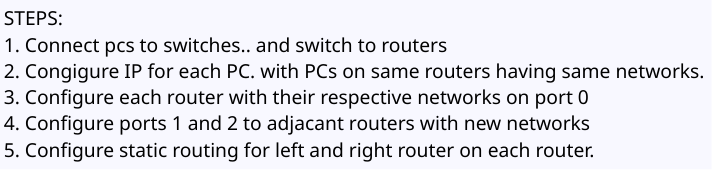 STEPS:
1. Connect pcs to switches.. and switch to routers
2. Congigure IP for each PC. with PCs on same routers having same networks.
3. Configure each router with their respective networks on port 0
4. Configure ports 1 and 2 to adjacant routers with new networks
5. Configure static routing for left and right router on each router.